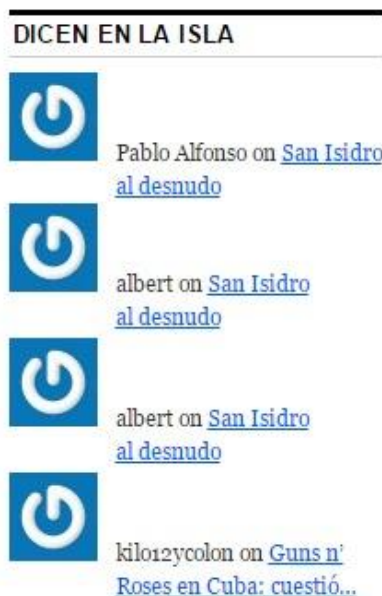 DICEN EN LA ISLA
Pablo Alfonso on San Isidro
al desnudo
albert on San Isidro
al desnudo
albert on San Isidro
al desnudo
kilo12ycolon on Guns n'
Roses en Cuba: cuestió...